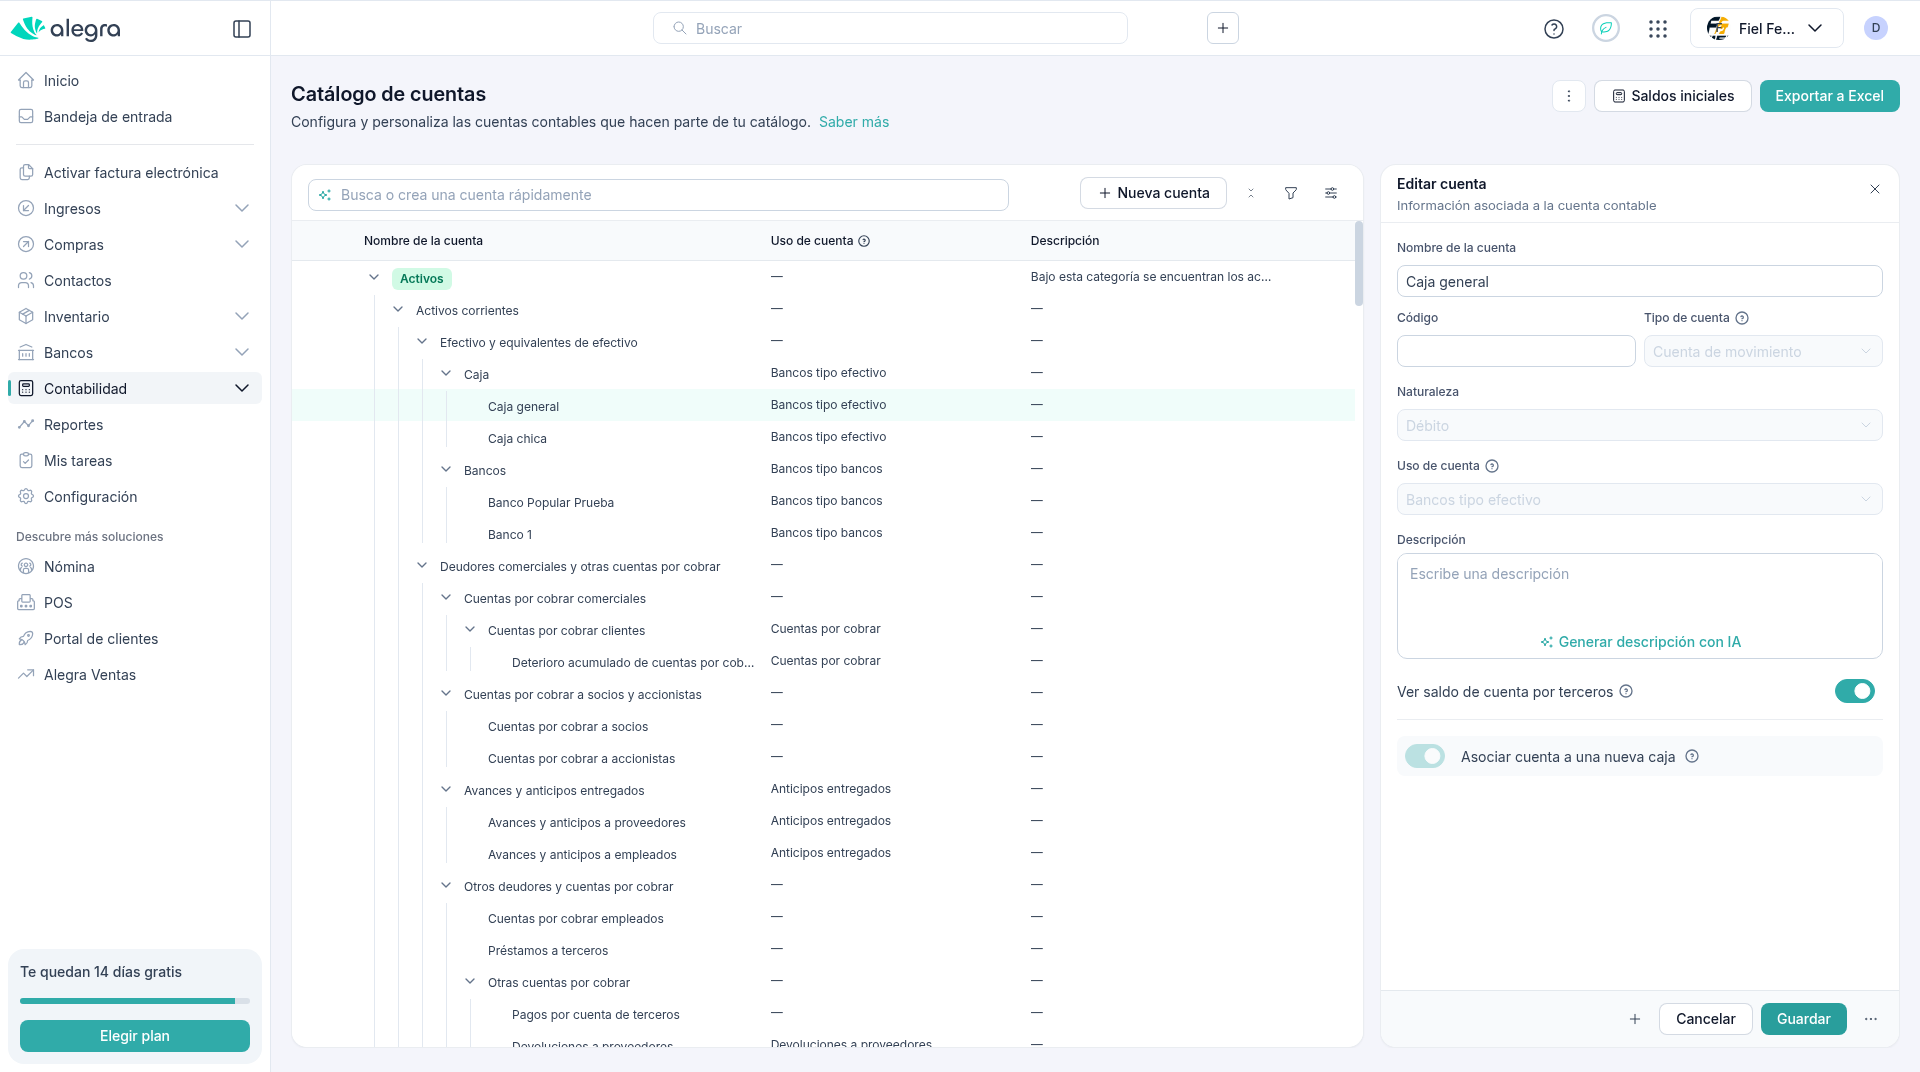 alegra
Buscar
Fiel Fe...
D
Inicio
Bandeja de entrada
Activar factura electrónica
Ingresos
Compras
Contactos
Inventario
Bancos
Contabilidad
Reportes
Mis tareas
Configuración
Descubre más soluciones
Nómina
POS
Portal de clientes
Alegra Ventas
Te quedan 14 días gratis
Elegir plan
Catálogo de cuentas
Configura y personaliza las cuentas contables que hacen parte de tu catálogo. Saber más
Saldos iniciales
Exportar a Excel
Busca o crea una cuenta rápidamente
Nueva cuenta
Nombre de la cuenta Uso de cuenta Descripción
Activos — Bajo esta categoría se encuentran los ac...
Activos corrientes — —
Efectivo y equivalentes de efectivo — —
Caja Bancos tipo efectivo —
Caja general Bancos tipo efectivo —
Caja chica Bancos tipo efectivo —
Bancos Bancos tipo bancos —
Banco Popular Prueba Bancos tipo bancos —
Banco 1 Bancos tipo bancos —
Deudores comerciales y otras cuentas por cobrar — —
Cuentas por cobrar comerciales — —
Cuentas por cobrar clientes Cuentas por cobrar —
Deterioro acumulado de cuentas por cob... Cuentas por cobrar —
Cuentas por cobrar a socios y accionistas — —
Cuentas por cobrar a socios — —
Cuentas por cobrar a accionistas — —
Avances y anticipos entregados Anticipos entregados —
Avances y anticipos a proveedores Anticipos entregados —
Avances y anticipos a empleados Anticipos entregados —
Otros deudores y cuentas por cobrar — —
Cuentas por cobrar empleados — —
Préstamos a terceros — —
Otras cuentas por cobrar — —
Pagos por cuenta de terceros — —
Devoluciones a proveedores Devoluciones a proveedores —
Editar cuenta
Información asociada a la cuenta contable
Nombre de la cuenta
Caja general
Código Tipo de cuenta
Cuenta de movimiento
Naturaleza
Débito
Uso de cuenta
Bancos tipo efectivo
Descripción
Escribe una descripción
Generar descripción con IA
Ver saldo de cuenta por terceros
Asociar cuenta a una nueva caja
Cancelar
Guardar